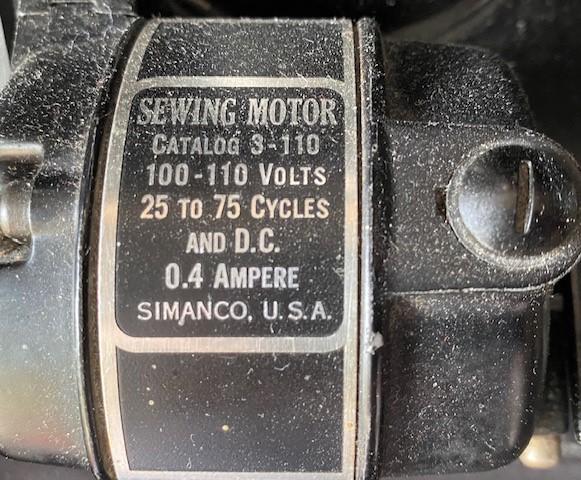 SEWING MOTOR
CATALOG 3-110
100-110 VOLTS
25 TO 75 CYCLES
AND D.C.
0.4 AMPERE
SIMANCO, U.S.A.